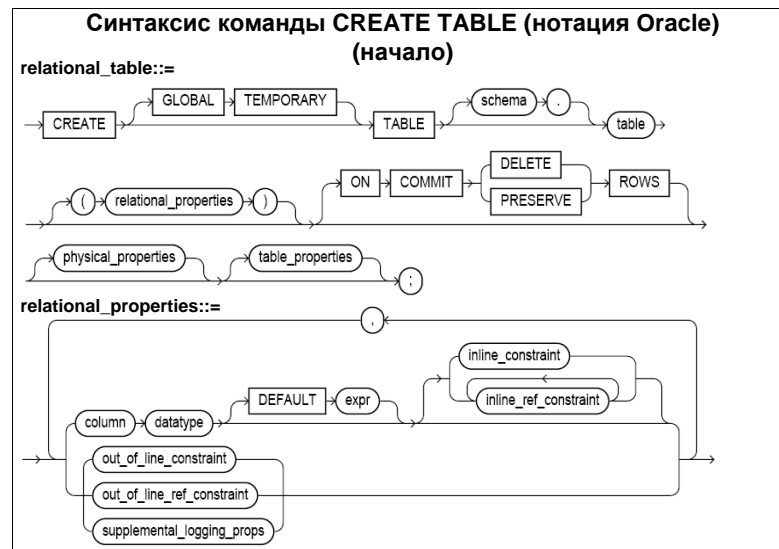 Синтаксис команды CREATE TABLE (нотация Oracle)
(начало)
relational_table::=
CREATE GLOBAL TEMPORARY TABLE schema . table
( relational_properties ) ON COMMIT DELETE PRESERVE ROWS
physical_properties table_properties ;
relational_properties::=
,
column datatype DEFAULT expr inline_constraint
inline_ref_constraint
out_of_line_constraint
out_of_line_ref_constraint
supplemental_logging_props